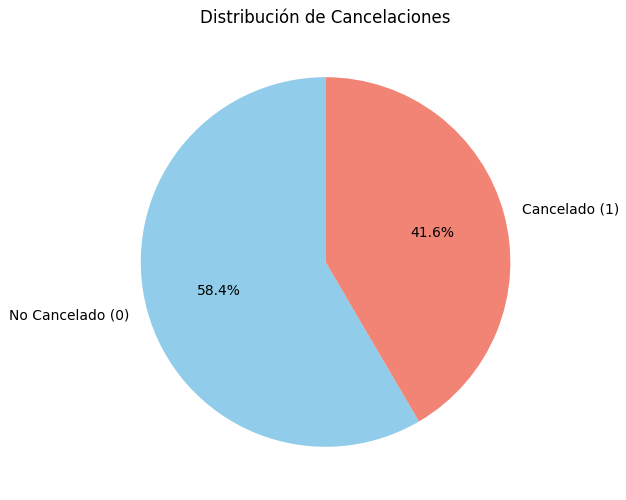 Distribución de Cancelaciones
Cancelado (1)
41.6%
58.4%
No Cancelado (0)